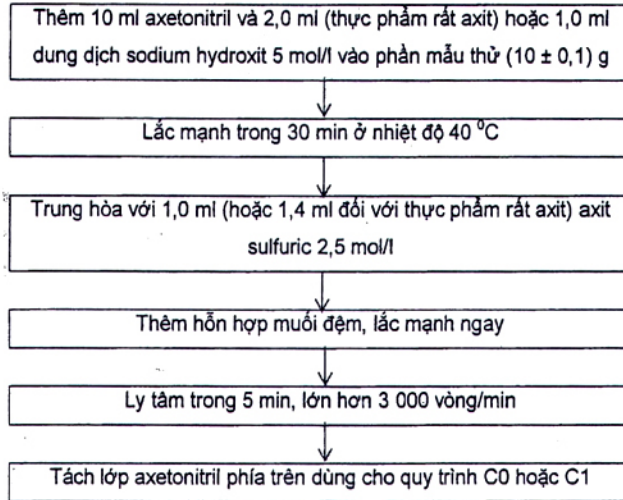 Thêm 10 ml axetonitril và 2,0 ml (thực phẩm rất axit) hoặc 1,0 ml
dung dịch sodium hydroxit 5 mol/l vào phần mẫu thử (10 ± 0,1) g
Lắc mạnh trong 30 min ở nhiệt độ 40 ⁰C
Trung hòa với 1,0 ml (hoặc 1,4 ml đối với thực phẩm rất axit) axit
sulfuric 2,5 mol/l
Thêm hỗn hợp muối đệm, lắc mạnh ngay
Ly tâm trong 5 min, lớn hơn 3 000 vòng/min
Tách lớp axetonitril phía trên dùng cho quy trình C0 hoặc C1